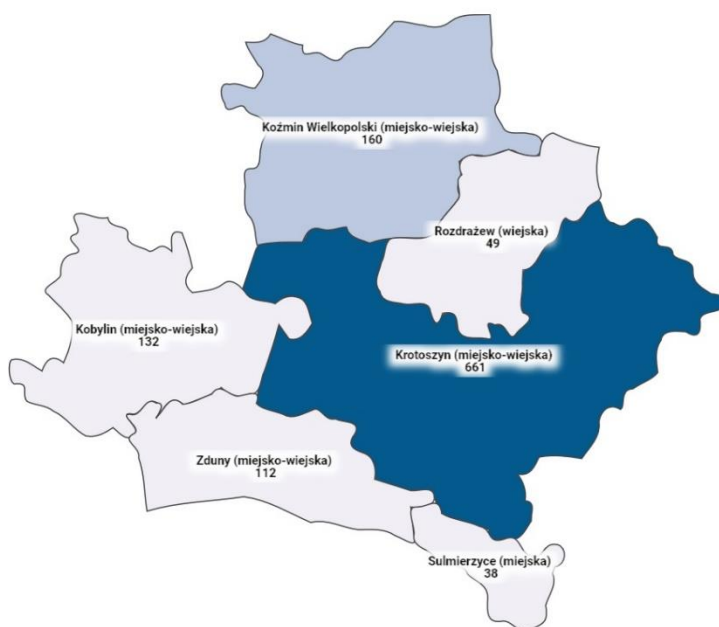 Koźmin Wielkopolski (miejsko-wiejska)
160
Rozdrażew (wiejska)
49
Kobylin (miejsko-wiejska)
132
Krotoszyn (miejsko-wiejska)
661
Zduny (miejsko-wiejska)
112
Sulmierzyce (miejska)
38